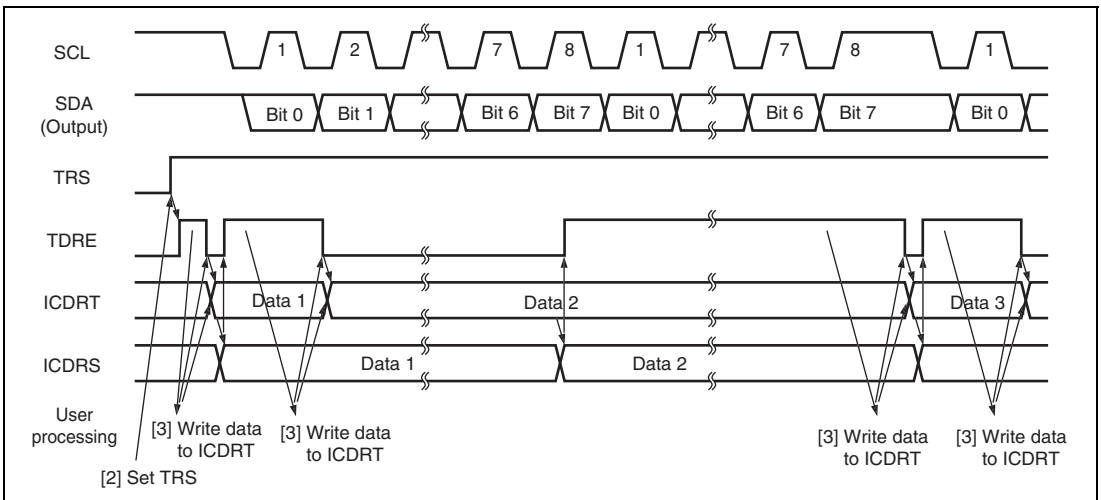 SCL 1 2 7 8 1 7 8 1
SDA
(Output) Bit 0 Bit 1 Bit 6 Bit 7 Bit 0 Bit 6 Bit 7 Bit 0
TRS
TDRE
ICDRT Data 1 Data 2 Data 3
ICDRS Data 1 Data 2
User
processing
[3] Write data
to ICDRT
[3] Write data
to ICDRT
[3] Write data
to ICDRT
[3] Write data
to ICDRT
[2] Set TRS